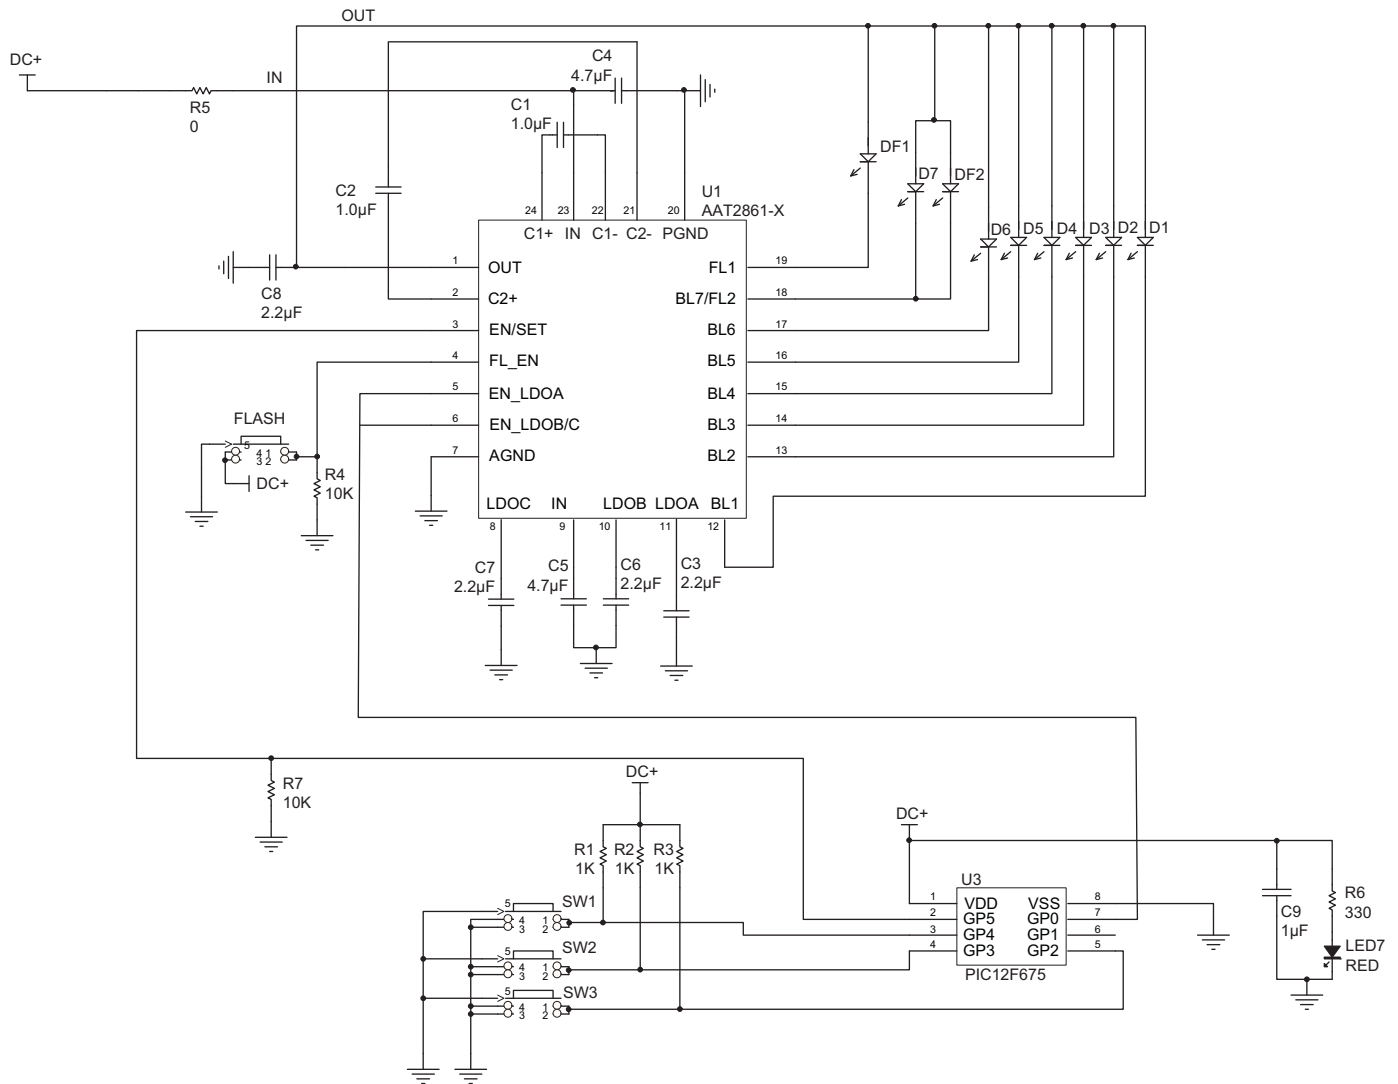 OUT
DC+
IN
R5
0
C4
4.7µF
C1
1.0µF
C2
1.0µF
U1
AAT2861-X
24 23 22 21 20
C1+ IN C1- C2- PGND
DF1
D7 DF2
D6 D5 D4 D3 D2 D1
C8
2.2µF
1 OUT FL1 19
2 C2+ BL7/FL2 18
3 EN/SET BL6 17
4 FL_EN BL5 16
5 EN_LDOA BL4 15
6 EN_LDOB/C BL3 14
7 AGND BL2 13
LDOC IN LDOB LDOA BL1
8 9 10 11 12
FLASH
5
4 1
3 2
DC+
R4
10K
C7
2.2µF
C5
4.7µF
C6
2.2µF
C3
2.2µF
R7
10K
DC+
R1
1K
R2
1K
R3
1K
SW1
5
4 1
3 2
SW2
5
4 1
3 2
SW3
5
4 1
3 2
DC+
U3
1 VDD VSS 8
2 GP5 GP0 7
3 GP4 GP1 6
4 GP3 GP2 5
PIC12F675
C9
1µF
R6
330
LED7
RED